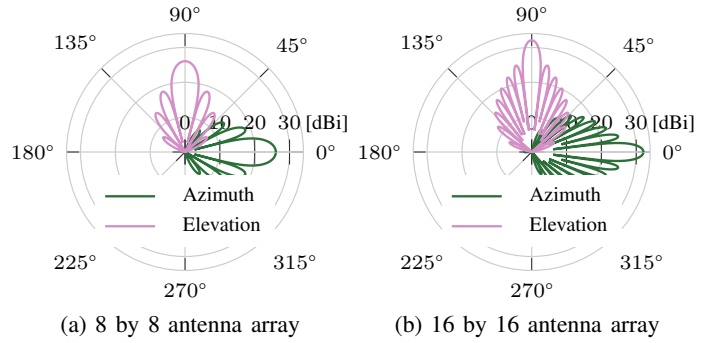 90°
135°
45°
0 10 20 30 [dBi]
180°
0°
Azimuth
Elevation
225°
315°
270°
(a) 8 by 8 antenna array
90°
135°
45°
0 10 20 30 [dBi]
180°
0°
Azimuth
Elevation
225°
315°
270°
(b) 16 by 16 antenna array